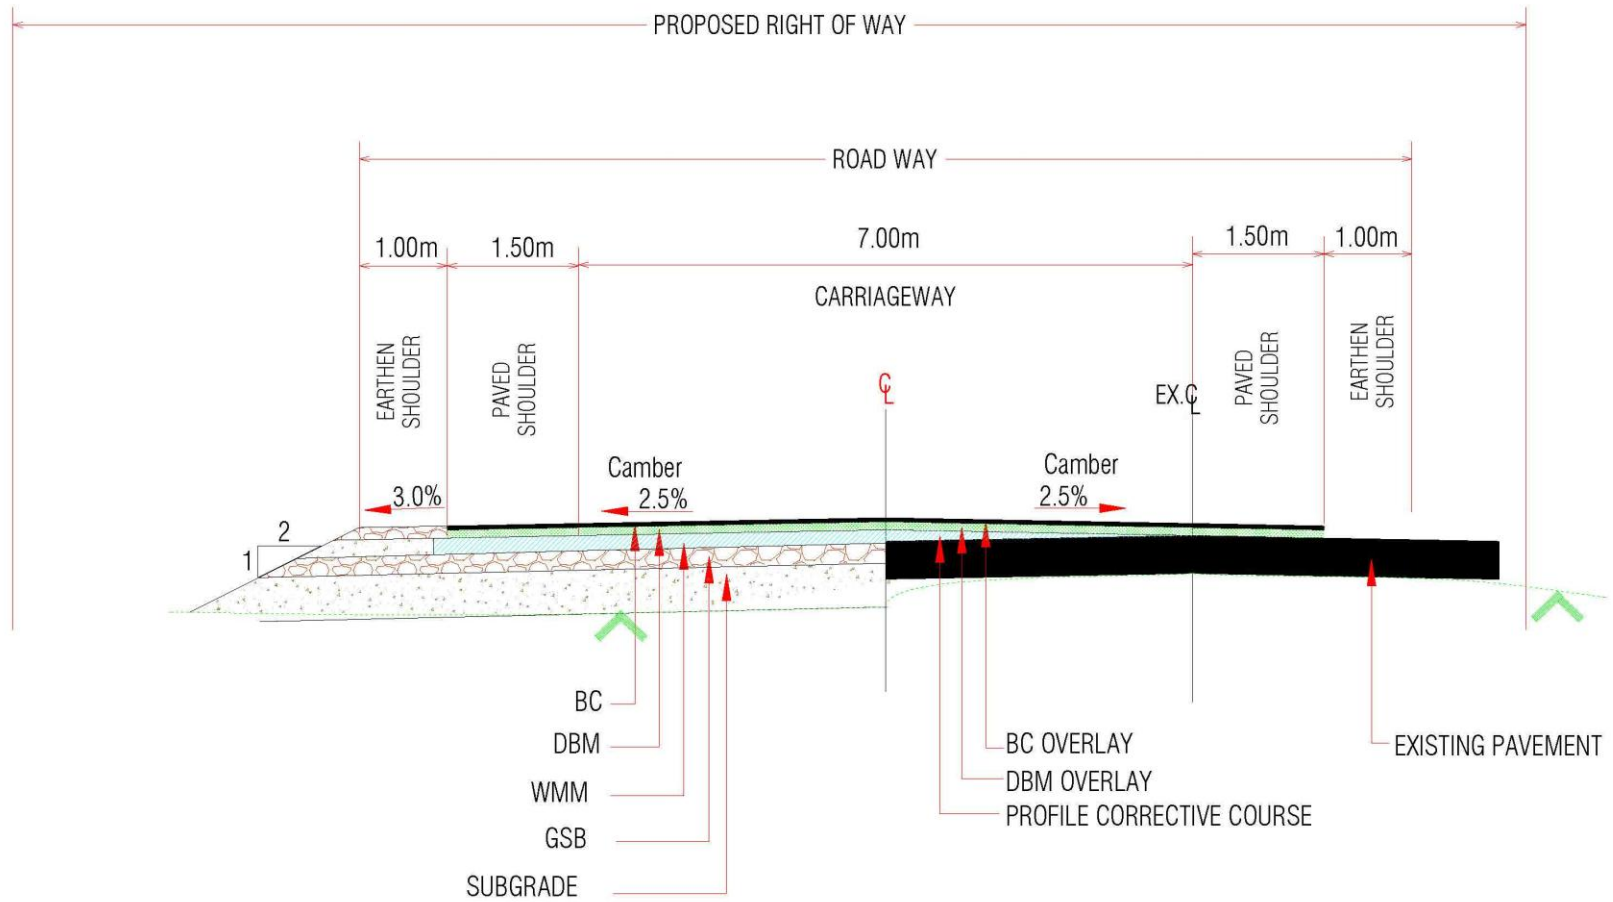 PROPOSED RIGHT OF WAY
ROAD WAY
1.00m
1.50m
7.00m
1.50m
1.00m
CARRIAGEWAY
EARTHEN
SHOULDER
PAVED
SHOULDER
CL
EX.CL
PAVED
SHOULDER
EARTHEN
SHOULDER
Camber
2.5%
Camber
2.5%
3.0%
2
1
BC
DBM
WMM
GSB
SUBGRADE
BC OVERLAY
DBM OVERLAY
PROFILE CORRECTIVE COURSE
EXISTING PAVEMENT